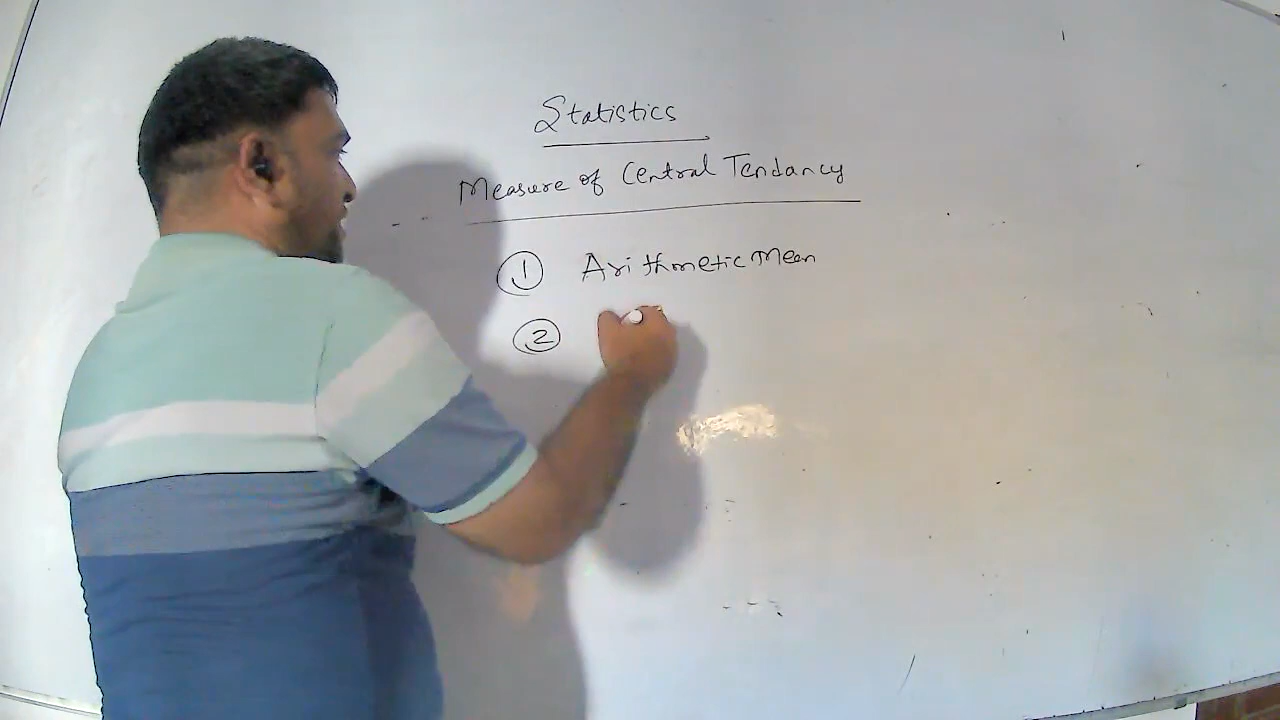 Statistics
Measure of Central Tendancy
① Arithmetic Mean
②